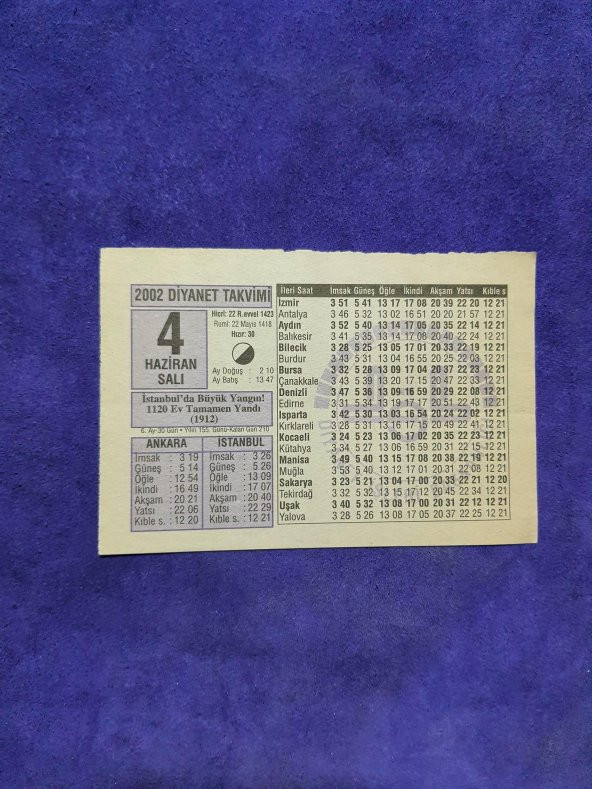 2002 DİYANET TAKVİMİ
4
HAZİRAN
SALI
Hicri: 22 R.evvel 1423
Rumi: 22 Mayıs 1418
Hızır: 30
Ay Doğuş : 2 10
Ay Batış : 13 47
İstanbul'da Büyük Yangın!
1120 Ev Tamamen Yandı
(1912)
6. Ay-30 Gün • Yılın 155. Günü-Kalan Gün 210
ANKARA
İmsak : 3 19
Güneş : 5 14
Öğle : 12 54
İkindi : 16 49
Akşam : 20 21
Yatsı : 22 06
Kıble s. : 12 20
İSTANBUL
İmsak : 3 26
Güneş : 5 26
Öğle : 13 09
İkindi : 17 07
Akşam : 20 40
Yatsı : 22 29
Kıble s. : 12 21
İleri Saat İmsak Güneş Öğle İkindi Akşam Yatsı Kıble s
İzmir 3 51 5 41 13 17 17 08 20 39 22 20 12 21
Antalya 3 46 5 32 13 02 16 51 20 21 21 57 12 21
Aydın 3 52 5 40 13 14 17 05 20 35 22 14 12 21
Balıkesir 3 41 5 35 13 14 17 08 20 40 22 24 12 21
Bilecik 3 28 5 25 13 05 17 01 20 33 22 19 12 21
Burdur 3 43 5 31 13 04 16 55 20 25 22 03 12 21
Bursa 3 32 5 28 13 09 17 04 20 37 22 22 12 21
Çanakkale 3 43 5 39 13 20 17 15 20 47 22 33 12 21
Denizli 3 47 5 36 13 09 16 59 20 29 22 08 12 21
Edirne 3 31 5 34 13 19 17 17 20 51 22 43 12 21
Isparta 3 42 5 30 13 03 16 54 20 24 22 02 12 21
Kırklareli 3 28 5 31 13 16 17 15 20 49 22 41 12 21
Kocaeli 3 24 5 23 13 06 17 02 20 35 22 23 12 21
Kütahya 3 34 5 27 13 06 17 00 20 31 22 15 12 21
Manisa 3 49 5 40 13 15 17 08 20 38 22 19 12 21
Muğla 3 53 5 40 13 12 17 01 20 31 22 08 12 21
Sakarya 3 23 5 21 13 04 17 00 20 33 22 21 12 20
Tekirdağ 3 32 5 32 13 15 17 12 20 45 22 34 12 21
Uşak 3 40 5 32 13 08 17 00 20 31 22 12 12 21
Yalova 3 28 5 26 13 08 17 05 20 37 22 25 12 21